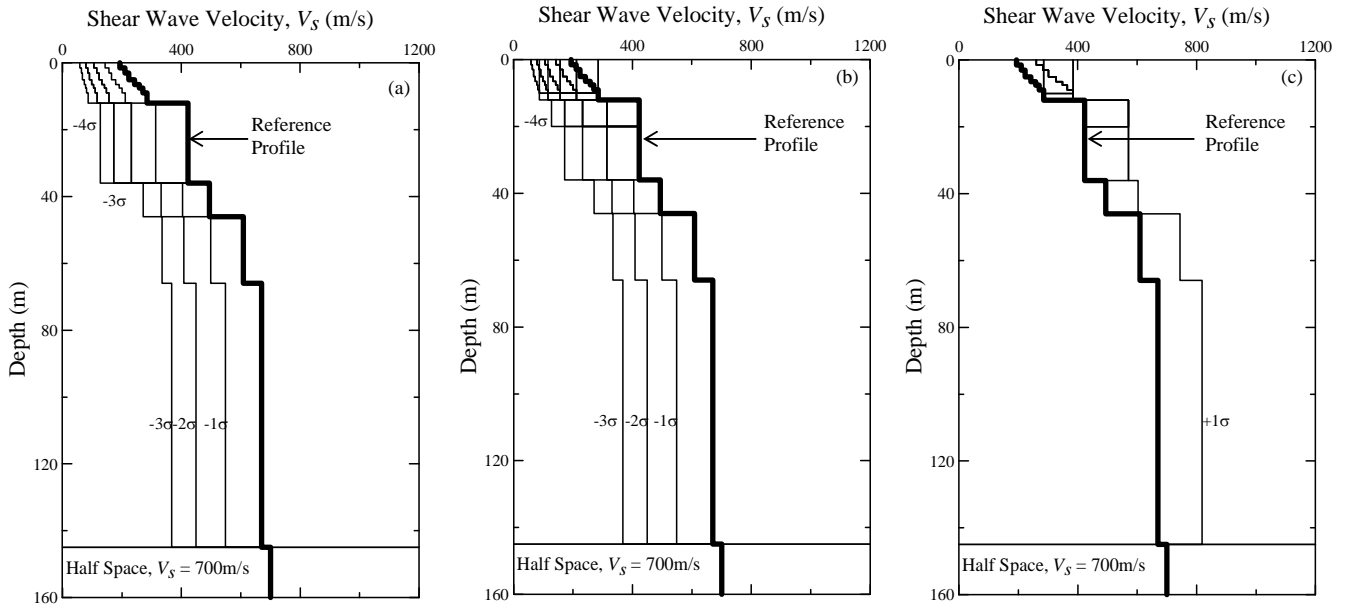 Shear Wave Velocity, Vs (m/s)
0 400 800 1200
0
40
80
120
160
Depth (m)
(a)
-4σ
Reference
Profile
-3σ
-3σ -2σ -1σ
Half Space, Vs = 700m/s
Shear Wave Velocity, Vs (m/s)
0 400 800 1200
0
40
80
120
160
Depth (m)
(b)
-4σ
Reference
Profile
-3σ -2σ -1σ
Half Space, Vs = 700m/s
Shear Wave Velocity, Vs (m/s)
0 400 800 1200
0
40
80
120
160
Depth (m)
(c)
Reference
Profile
+1σ
Half Space, Vs = 700m/s